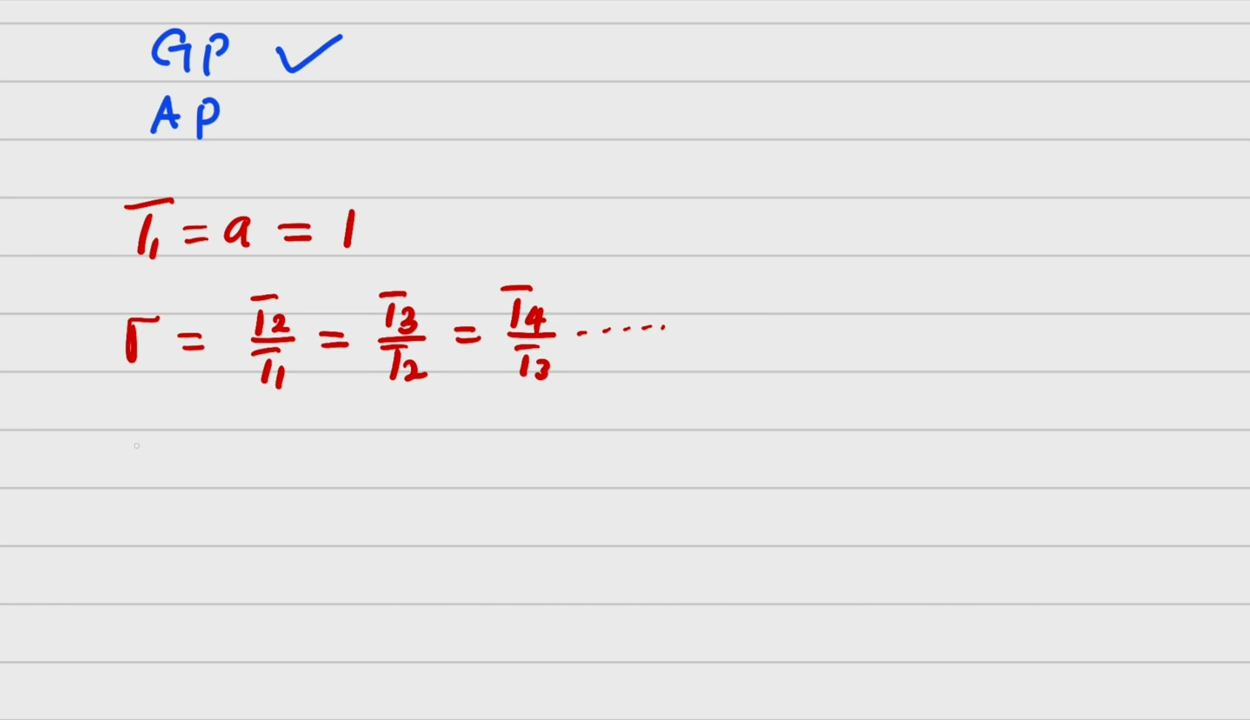 GP ✓
AP
T₁ = a = 1
r = T₂/T₁ = T₃/T₂ = T₄/T₃ ......